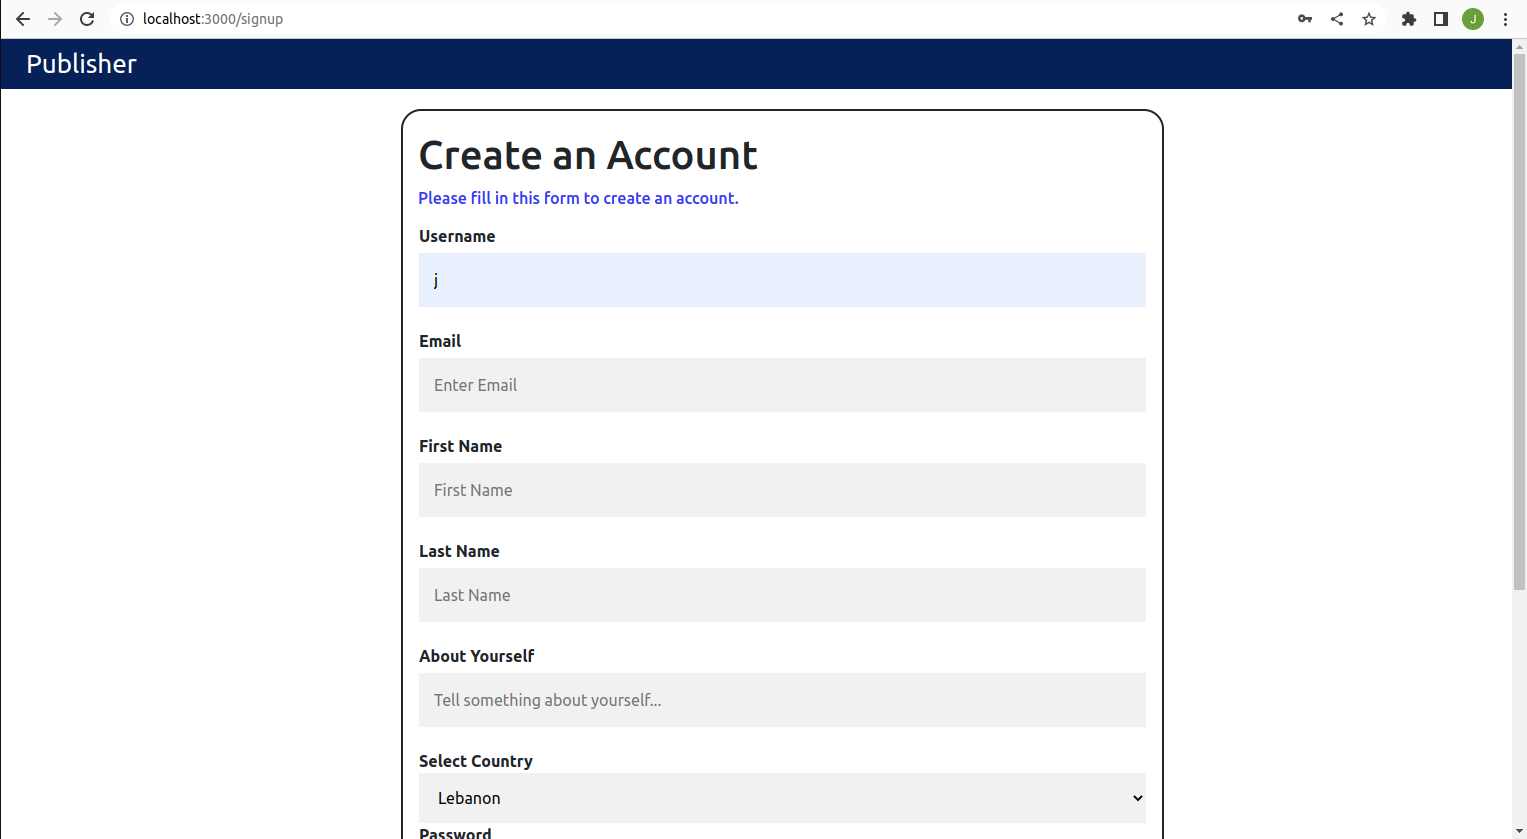 localhost:3000/signup
J
Publisher
Create an Account
Please fill in this form to create an account.
Username
j
Email
Enter Email
First Name
First Name
Last Name
Last Name
About Yourself
Tell something about yourself...
Select Country
Lebanon
Password